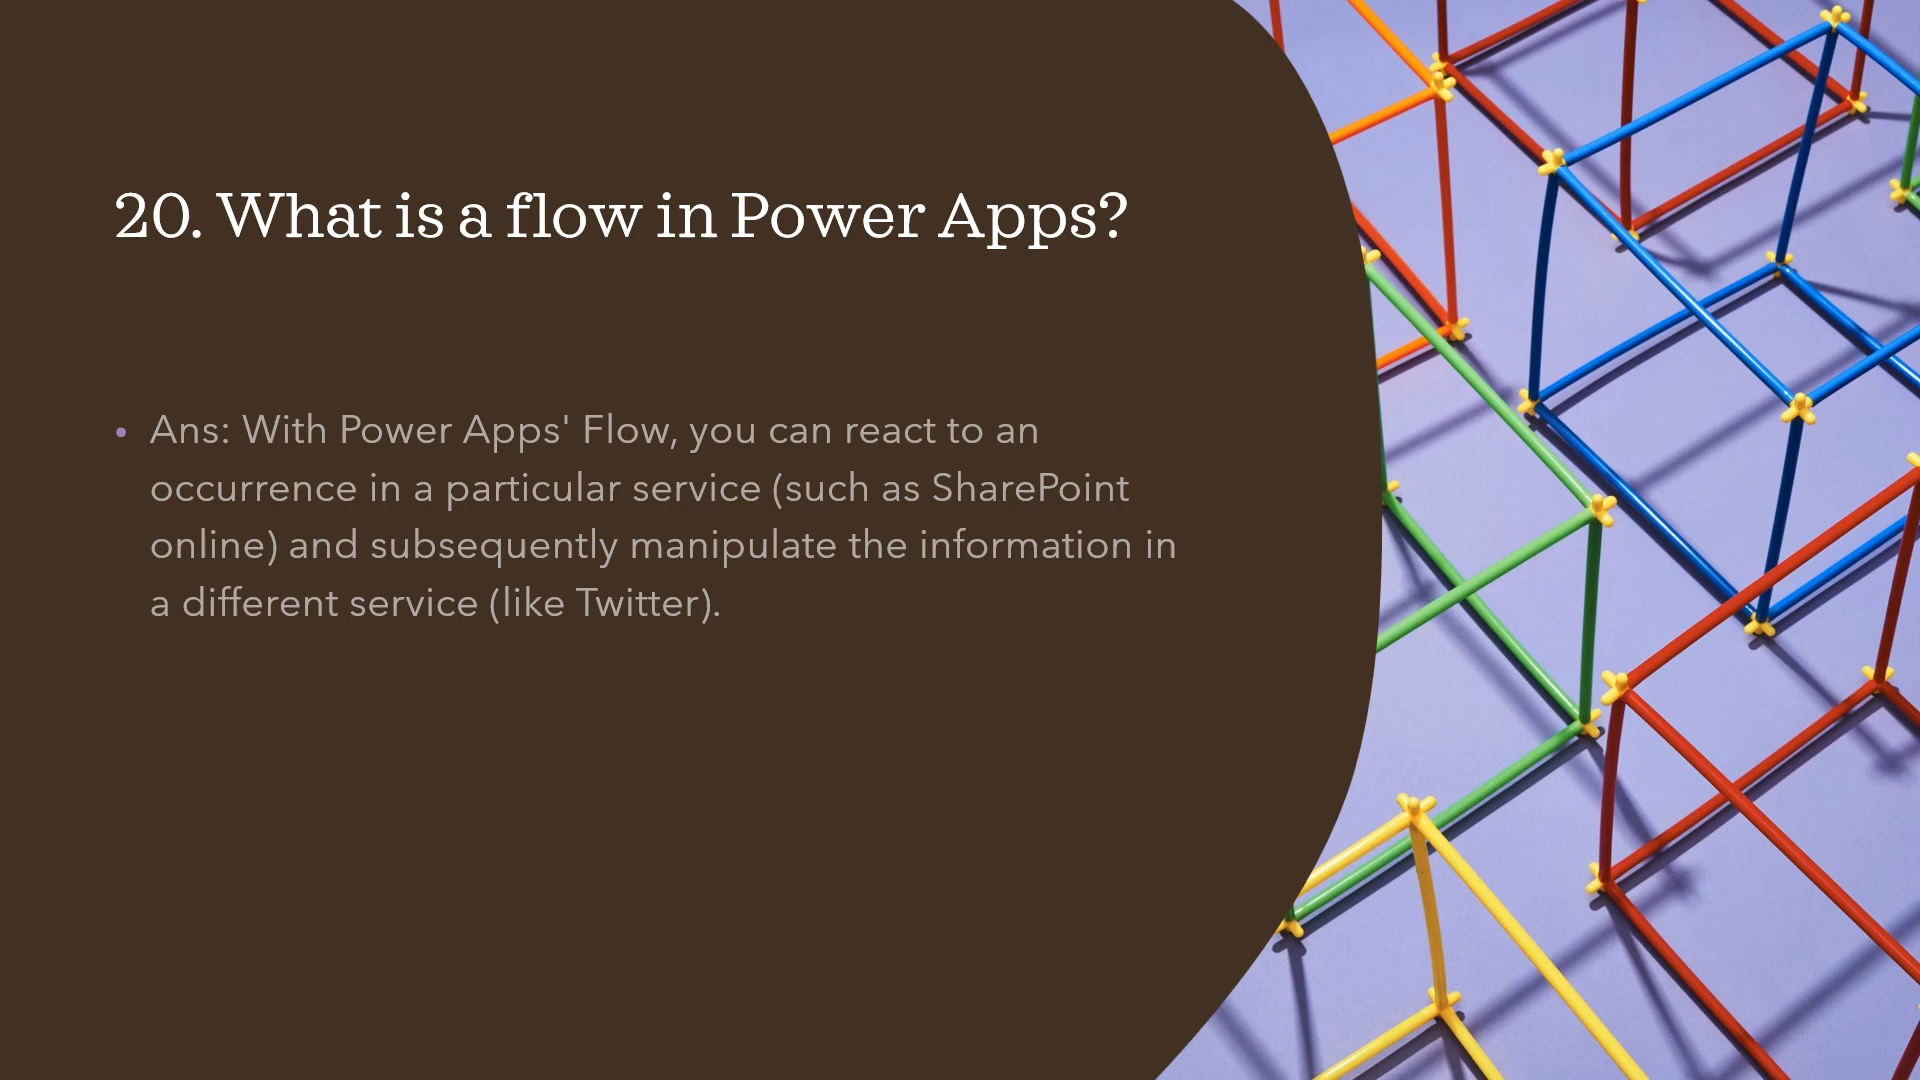 20. What is a flow in Power Apps?
• Ans: With Power Apps' Flow, you can react to an
occurrence in a particular service (such as SharePoint
online) and subsequently manipulate the information in
a different service (like Twitter).